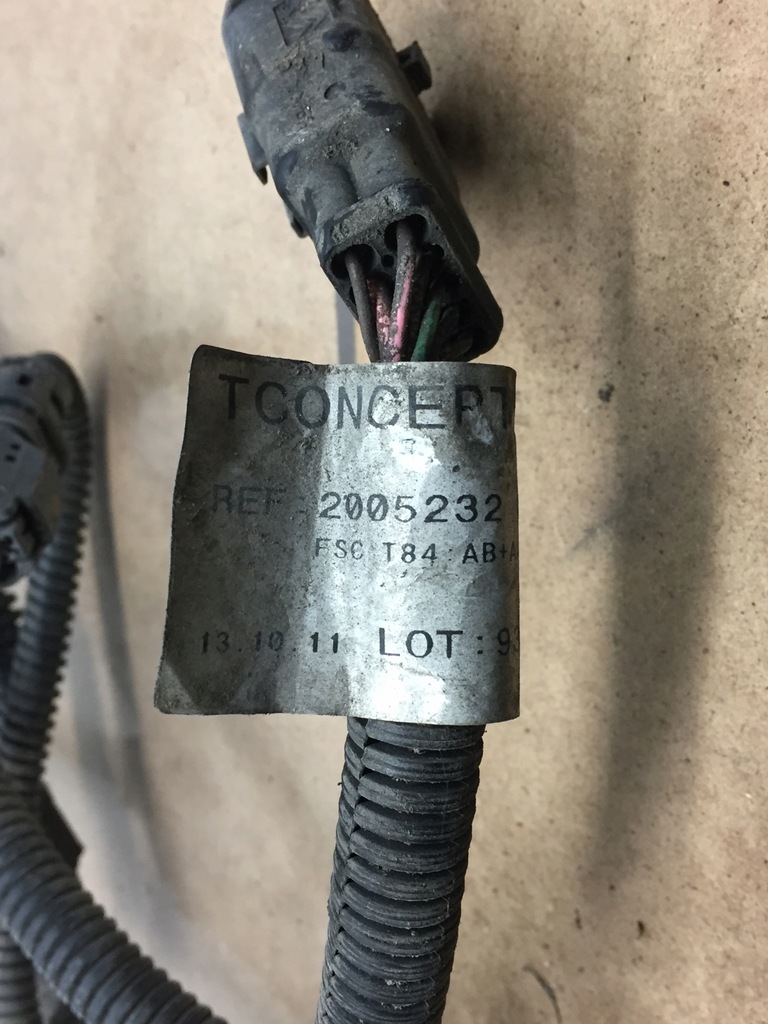 TCONCEPT
REF : 2005232
FSC T84 AB+A
13.10.11 LOT : 93